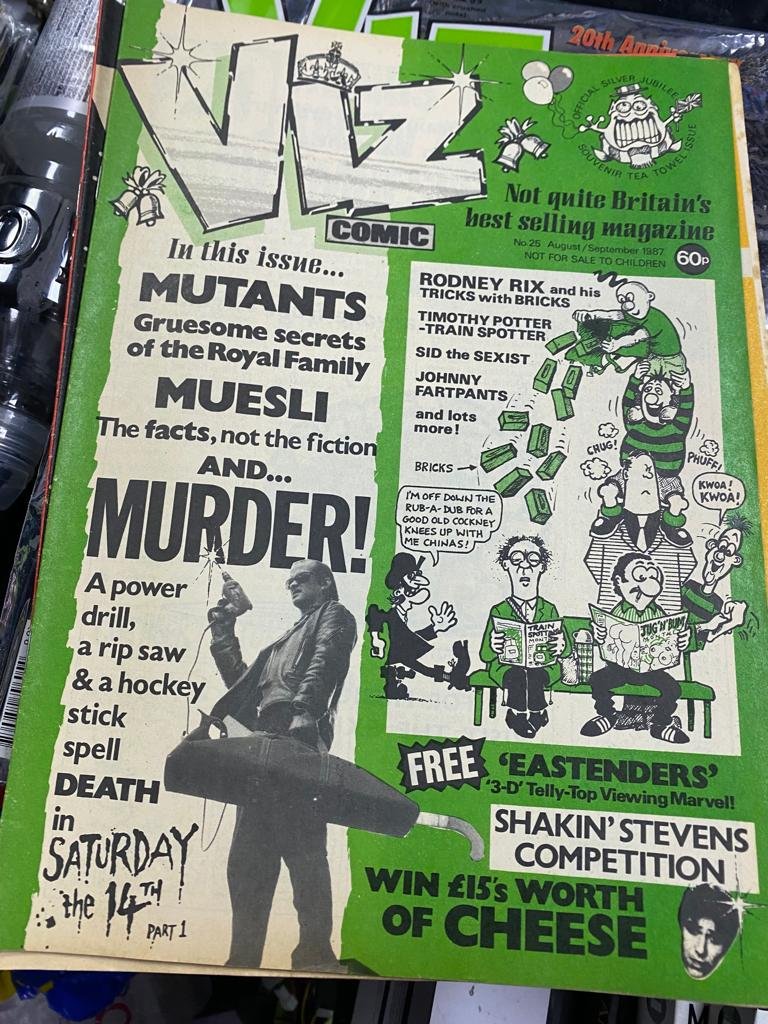 20th Anni
Viz
COMIC
OFFICIAL SILVER JUBILEE
SOUVENIR TEA TOWEL ISSUE
Not quite Britain's
best selling magazine
No 25 August/September 1987
NOT FOR SALE TO CHILDREN
60p
In this issue...
MUTANTS
Gruesome secrets
of the Royal Family
MUESLI
The facts, not the fiction
AND...
MURDER!
A power
drill,
a rip saw
& a hockey
stick
spell
DEATH
in
SATURDAY
the 14TH
PART 1
RODNEY RIX and his
TRICKS with BRICKS
TIMOTHY POTTER
-TRAIN SPOTTER
SID the SEXIST
JOHNNY
FARTPANTS
and lots
more!
BRICKS
CHUG!
PHUFF!
KWOA!
KWOA!
I'M OFF DOWN THE
RUB-A-DUB FOR A
GOOD OLD COCKNEY
KNEES UP WITH
ME CHINAS!
TRAIN
SPOTT
JUG 'N' BUM
FREE 'EASTENDERS'
'3-D' Telly-Top Viewing Marvel!
SHAKIN' STEVENS
COMPETITION
WIN £15's WORTH
OF CHEESE